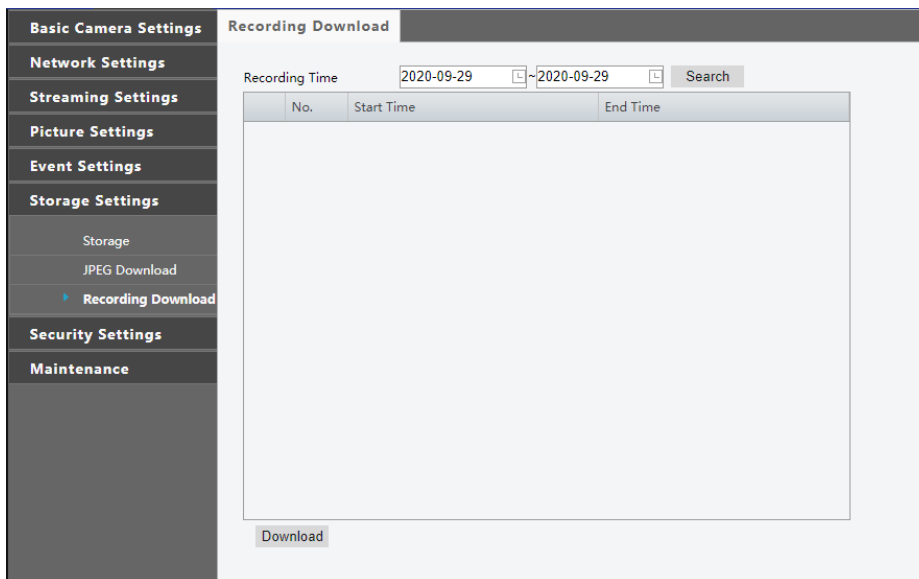 Basic Camera Settings
Network Settings
Streaming Settings
Picture Settings
Event Settings
Storage Settings
Storage
JPEG Download
Recording Download
Security Settings
Maintenance
Recording Download
Recording Time 2020-09-29 ~ 2020-09-29 Search
No. Start Time End Time
Download